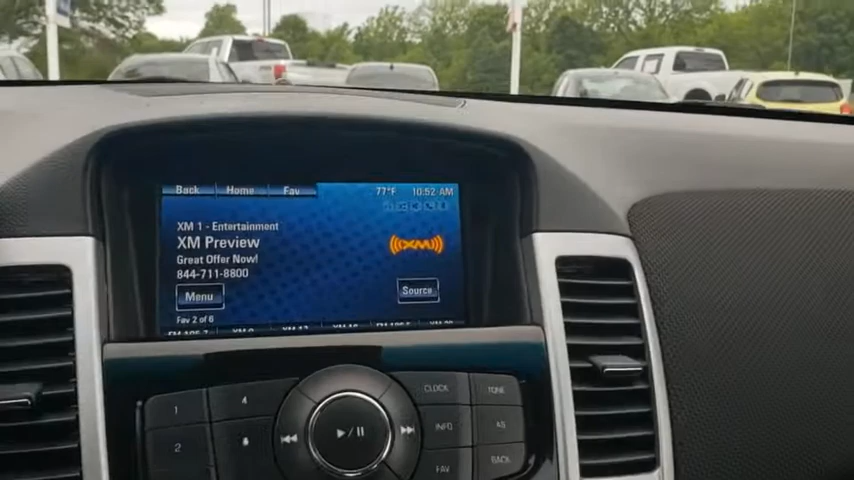 Back Home Fav 77°F 10:52 AM
XM 1 - Entertainment
XM Preview
Great Offer Now!
844-711-8800
XM
Menu Source
Fav 2 of 6
1 4 CLOCK TONE
2 INFO
FAV BACK